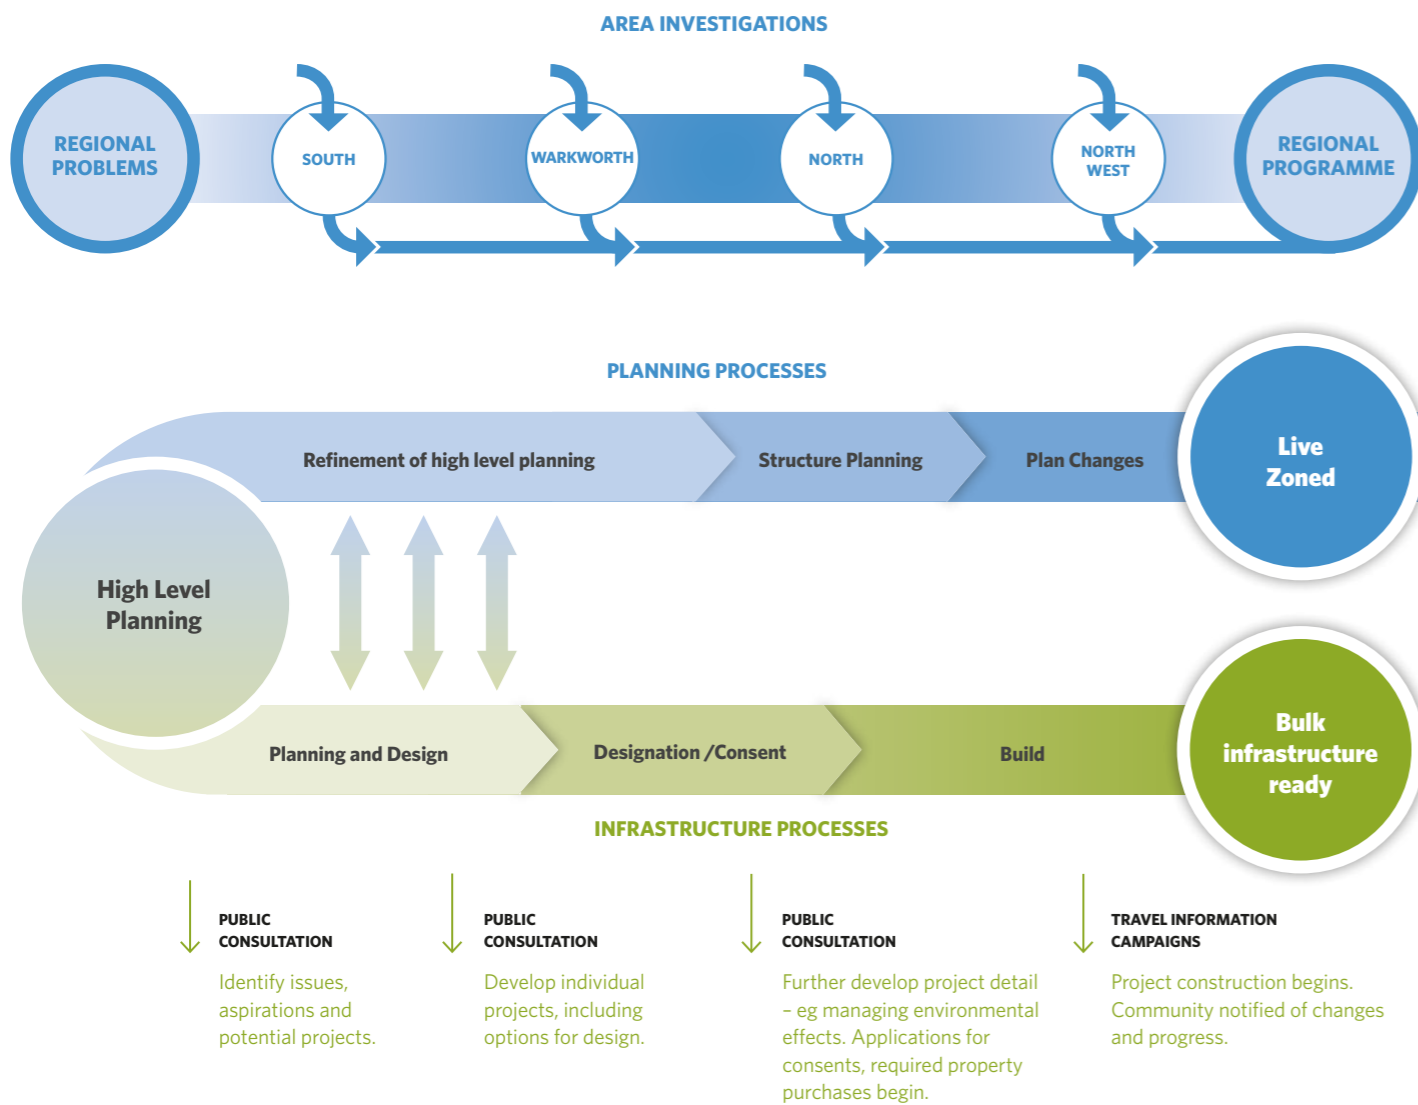 AREA INVESTIGATIONS
REGIONAL
PROBLEMS
SOUTH
WARKWORTH
NORTH
NORTH
WEST
REGIONAL
PROGRAMME
PLANNING PROCESSES
Refinement of high level planning
Structure Planning
Plan Changes
Live
Zoned
High Level
Planning
Planning and Design
Designation /Consent
Build
Bulk
infrastructure
ready
INFRASTRUCTURE PROCESSES
PUBLIC
CONSULTATION
Identify issues,
aspirations and
potential projects.
PUBLIC
CONSULTATION
Develop individual
projects, including
options for design.
PUBLIC
CONSULTATION
Further develop project detail
– eg managing environmental
effects. Applications for
consents, required property
purchases begin.
TRAVEL INFORMATION
CAMPAIGNS
Project construction begins.
Community notified of changes
and progress.